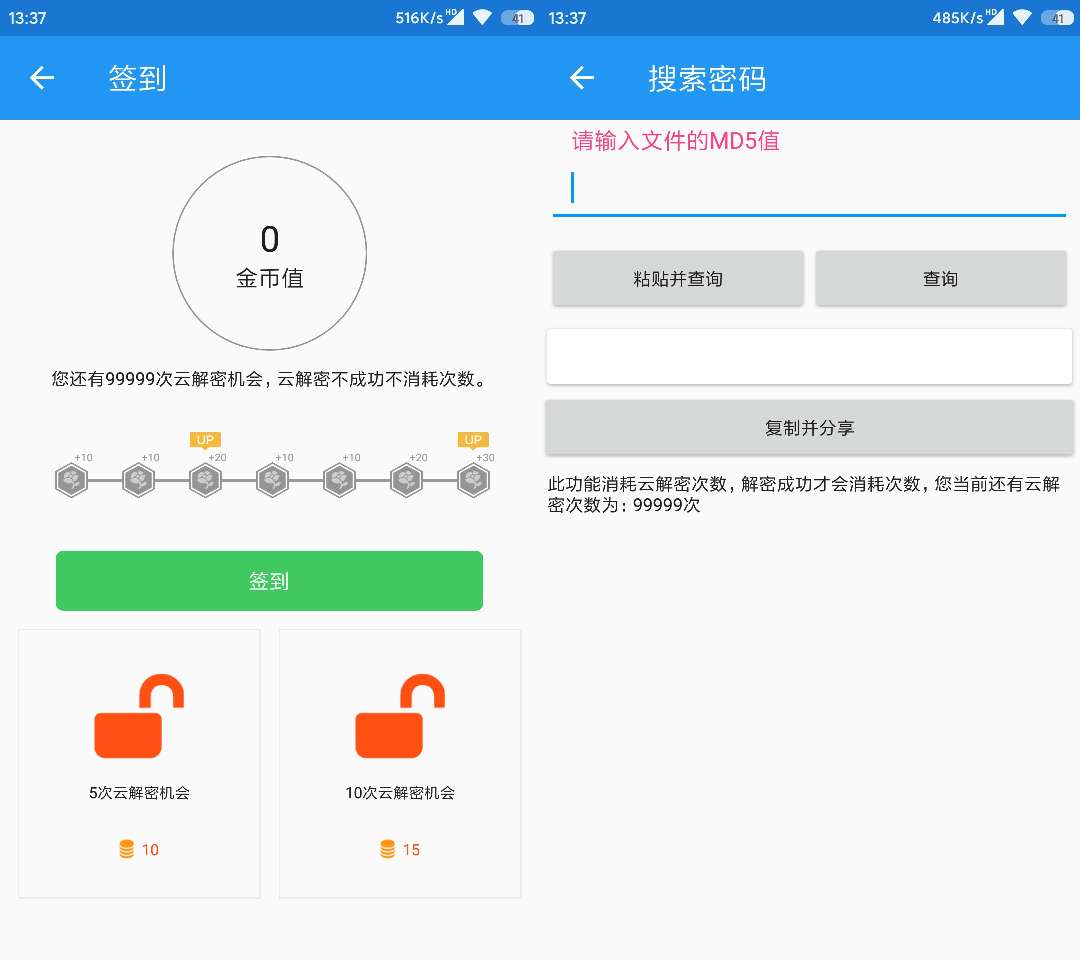 13:37
516K/s HD 41
签到
0
金币值
您还有99999次云解密机会，云解密不成功不消耗次数。
UP UP
+10 +10 +20 +10 +10 +20 +30
签到
5次云解密机会
10
10次云解密机会
15
13:37
485K/s HD 41
搜索密码
请输入文件的MD5值
粘贴并查询 查询
复制并分享
此功能消耗云解密次数，解密成功才会消耗次数，您当前还有云解
密次数为：99999次